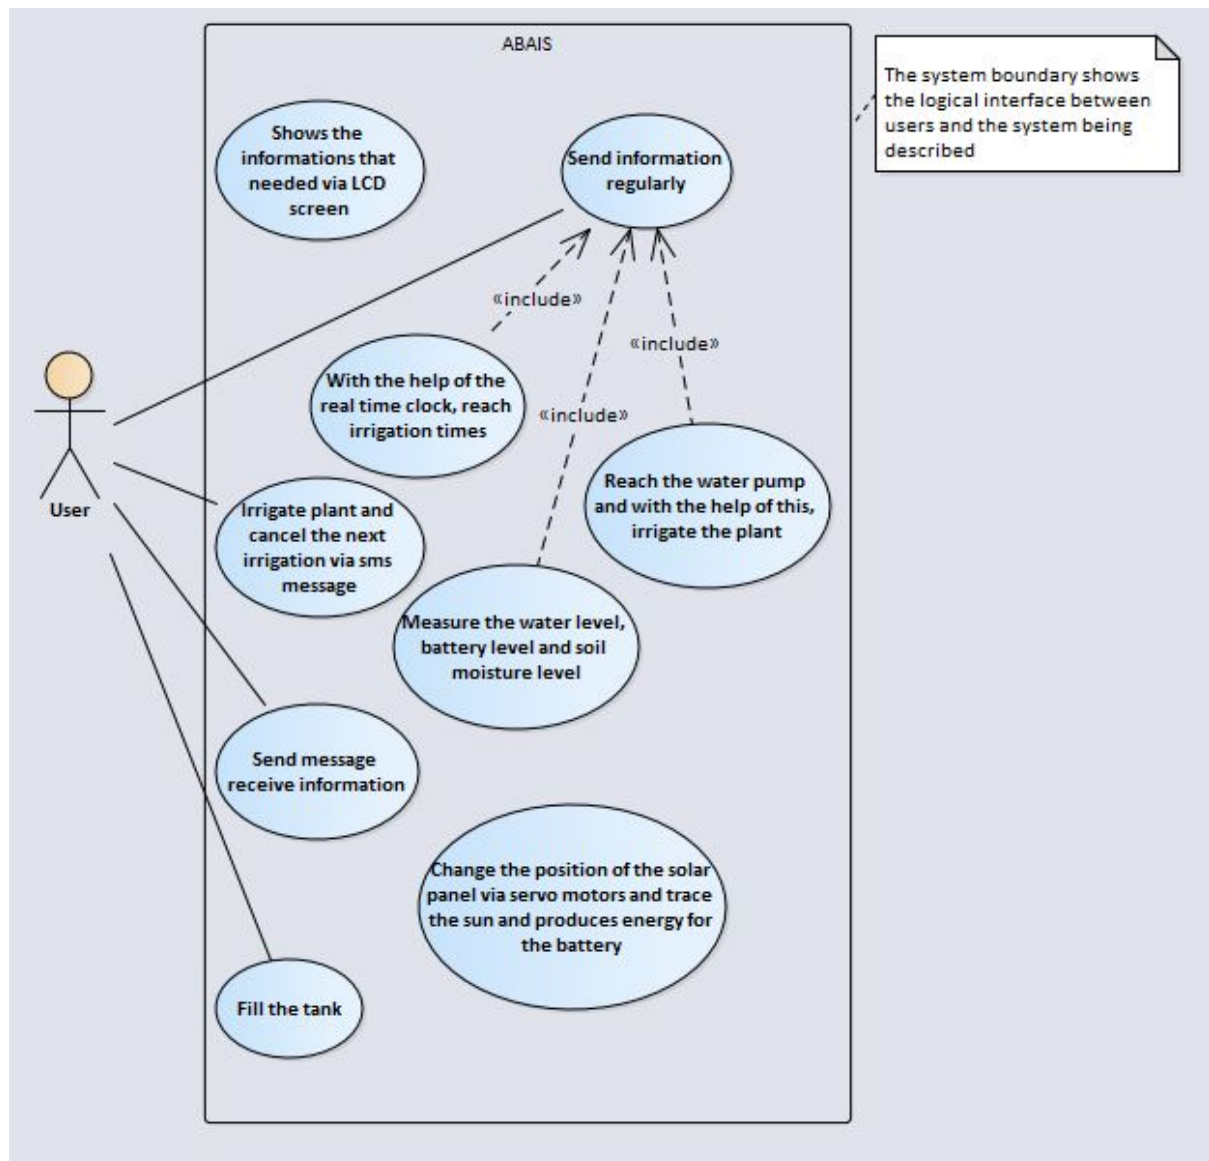 ABAIS
The system boundary shows
the logical interface between
users and the system being
described
Shows the
informations that
needed via LCD
screen
Send information
regularly
«include»
«include»
«include»
With the help of the
real time clock, reach
irrigation times
Reach the water pump
and with the help of this,
irrigate the plant
User
Irrigate plant and
cancel the next
irrigation via sms
message
Measure the water level,
battery level and soil
moisture level
Send message
receive information
Change the position of the solar
panel via servo motors and trace
the sun and produces energy for
the battery
Fill the tank